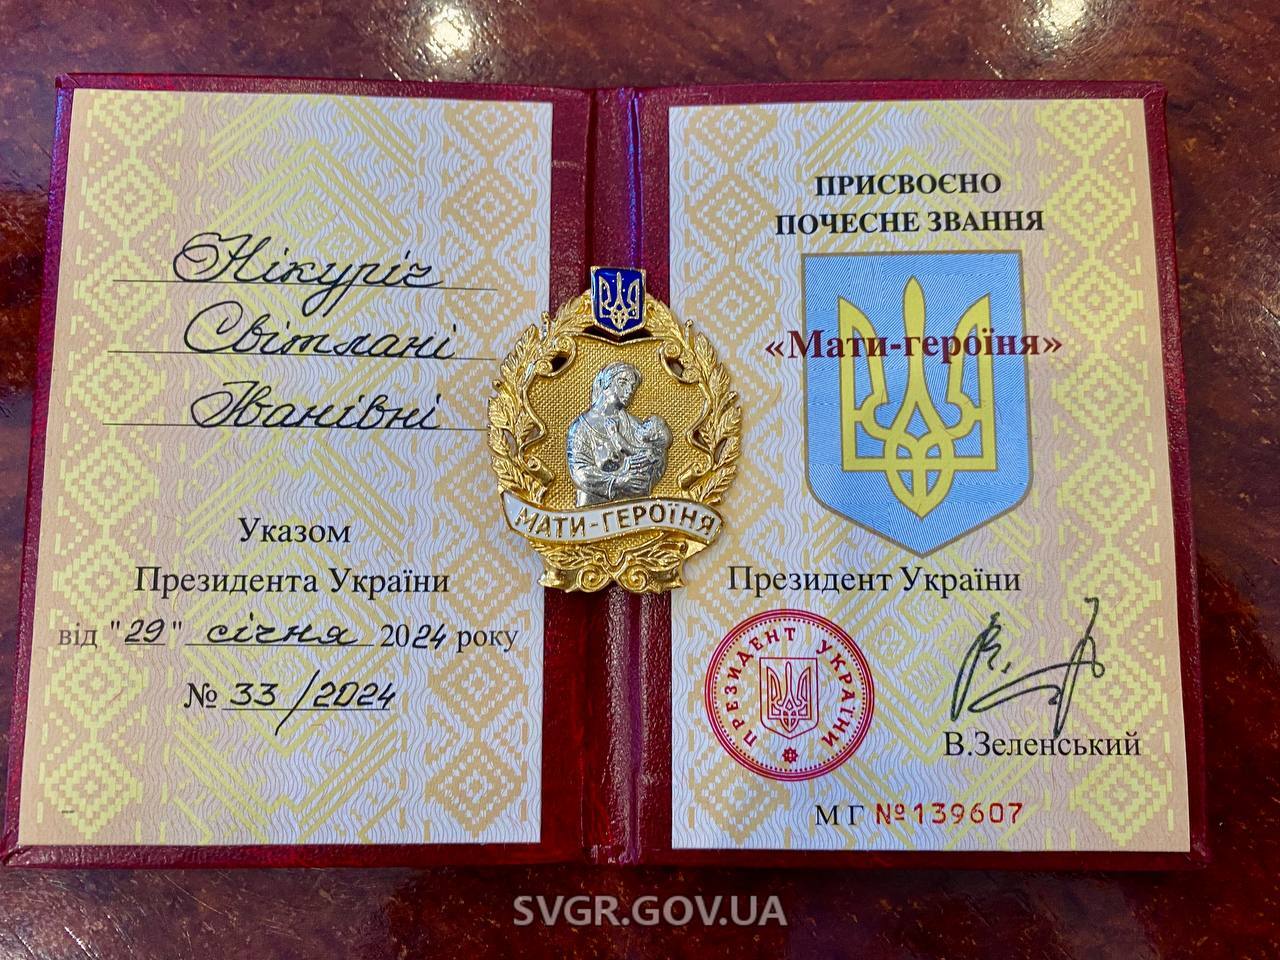 Нікуріч
Світлані
Іванівні
Указом
Президента України
від "29" січня 2024 року
№ 33/2024
МАТИ-ГЕРОЇНЯ
ПРИСВОЄНО
ПОЧЕСНЕ ЗВАННЯ
«Мати-героїня»
Президент України
ПРЕЗИДЕНТ УКРАЇНИ
В.Зеленський
МГ №139607
SVGR.GOV.UA